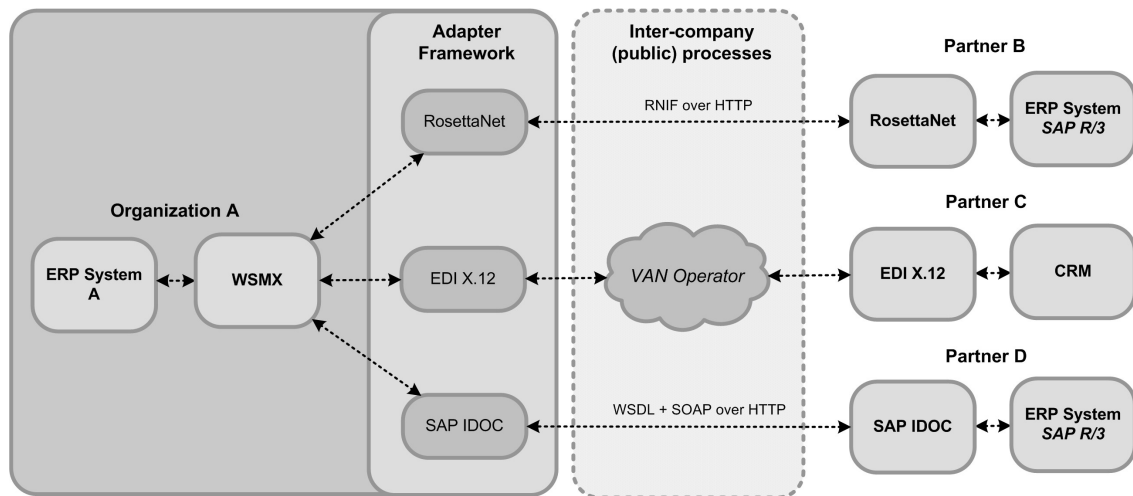 Adapter
Framework
Inter-company
(public) processes
Partner B
RosettaNet
RNIF over HTTP
RosettaNet
ERP System
SAP R/3
Organization A
Partner C
ERP System
A
WSMX
EDI X.12
VAN Operator
EDI X.12
CRM
Partner D
SAP IDOC
WSDL + SOAP over HTTP
SAP IDOC
ERP System
SAP R/3